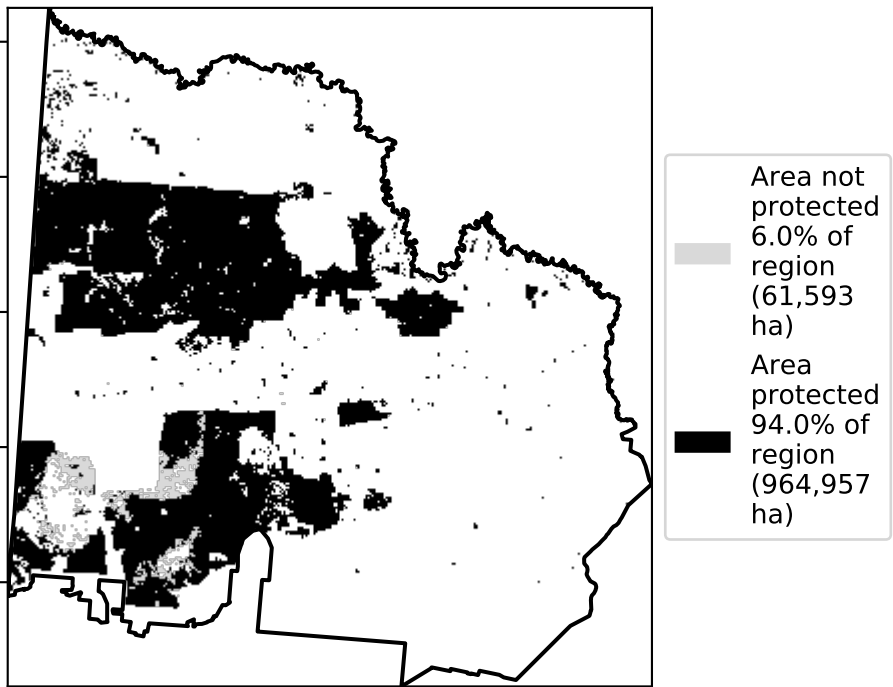 Area not
protected
6.0% of
region
(61,593
ha)
Area
protected
94.0% of
region
(964,957
ha)